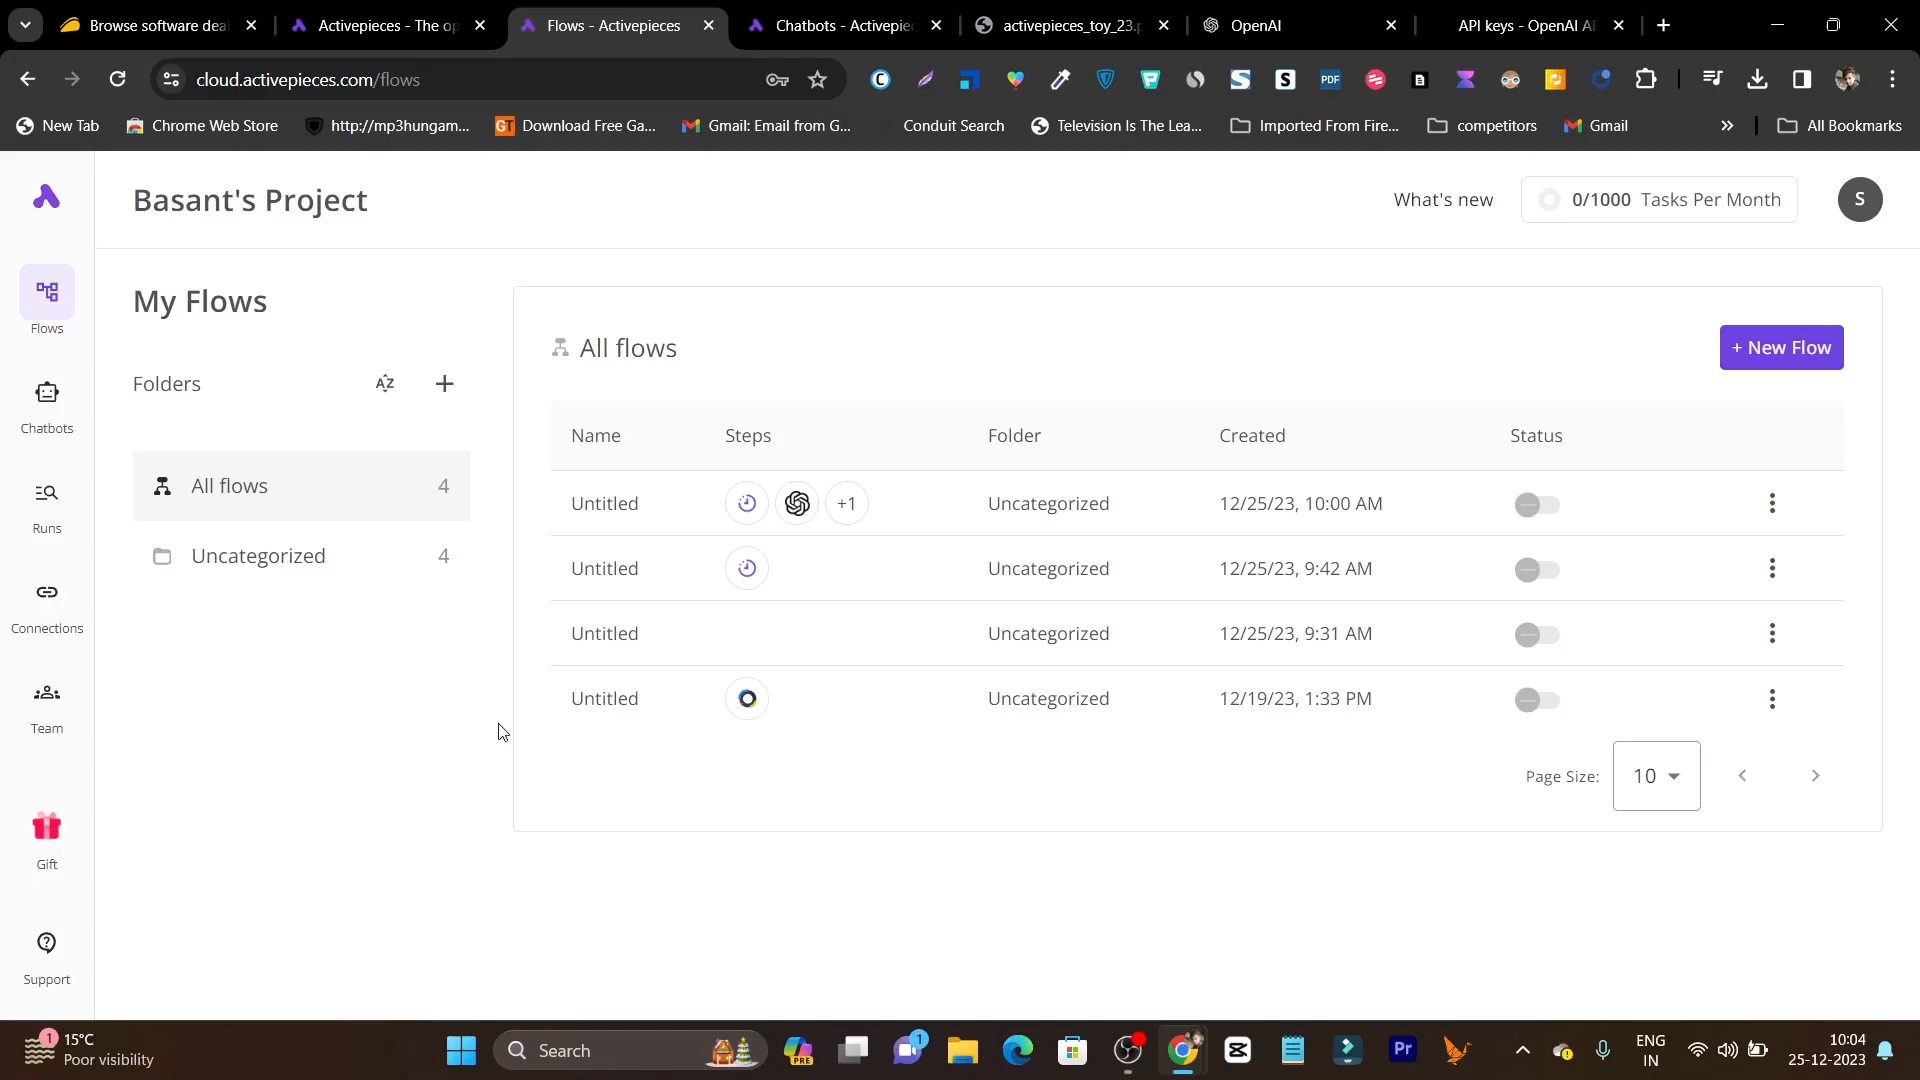 Browse software dea
Activepieces - The op
Flows - Activepieces
Chatbots - Activepiec
activepieces_toy_23.p
OpenAI
API keys - OpenAI AP
cloud.activepieces.com/flows
New Tab
Chrome Web Store
http://mp3hungam...
Download Free Ga...
Gmail: Email from G...
Conduit Search
Television Is The Lea...
Imported From Fire...
competitors
Gmail
All Bookmarks
Basant's Project
What's new
0/1000 Tasks Per Month
S
Flows
Chatbots
Runs
Connections
Team
Gift
Support
My Flows
Folders
AZ
All flows 4
Uncategorized 4
All flows
+ New Flow
Name Steps Folder Created Status
Untitled +1 Uncategorized 12/25/23, 10:00 AM
Untitled Uncategorized 12/25/23, 9:42 AM
Untitled Uncategorized 12/25/23, 9:31 AM
Untitled Uncategorized 12/19/23, 1:33 PM
Page Size: 10
1
15°C
Poor visibility
Search
PRE
1
Pr
ENG
IN
10:04
25-12-2023